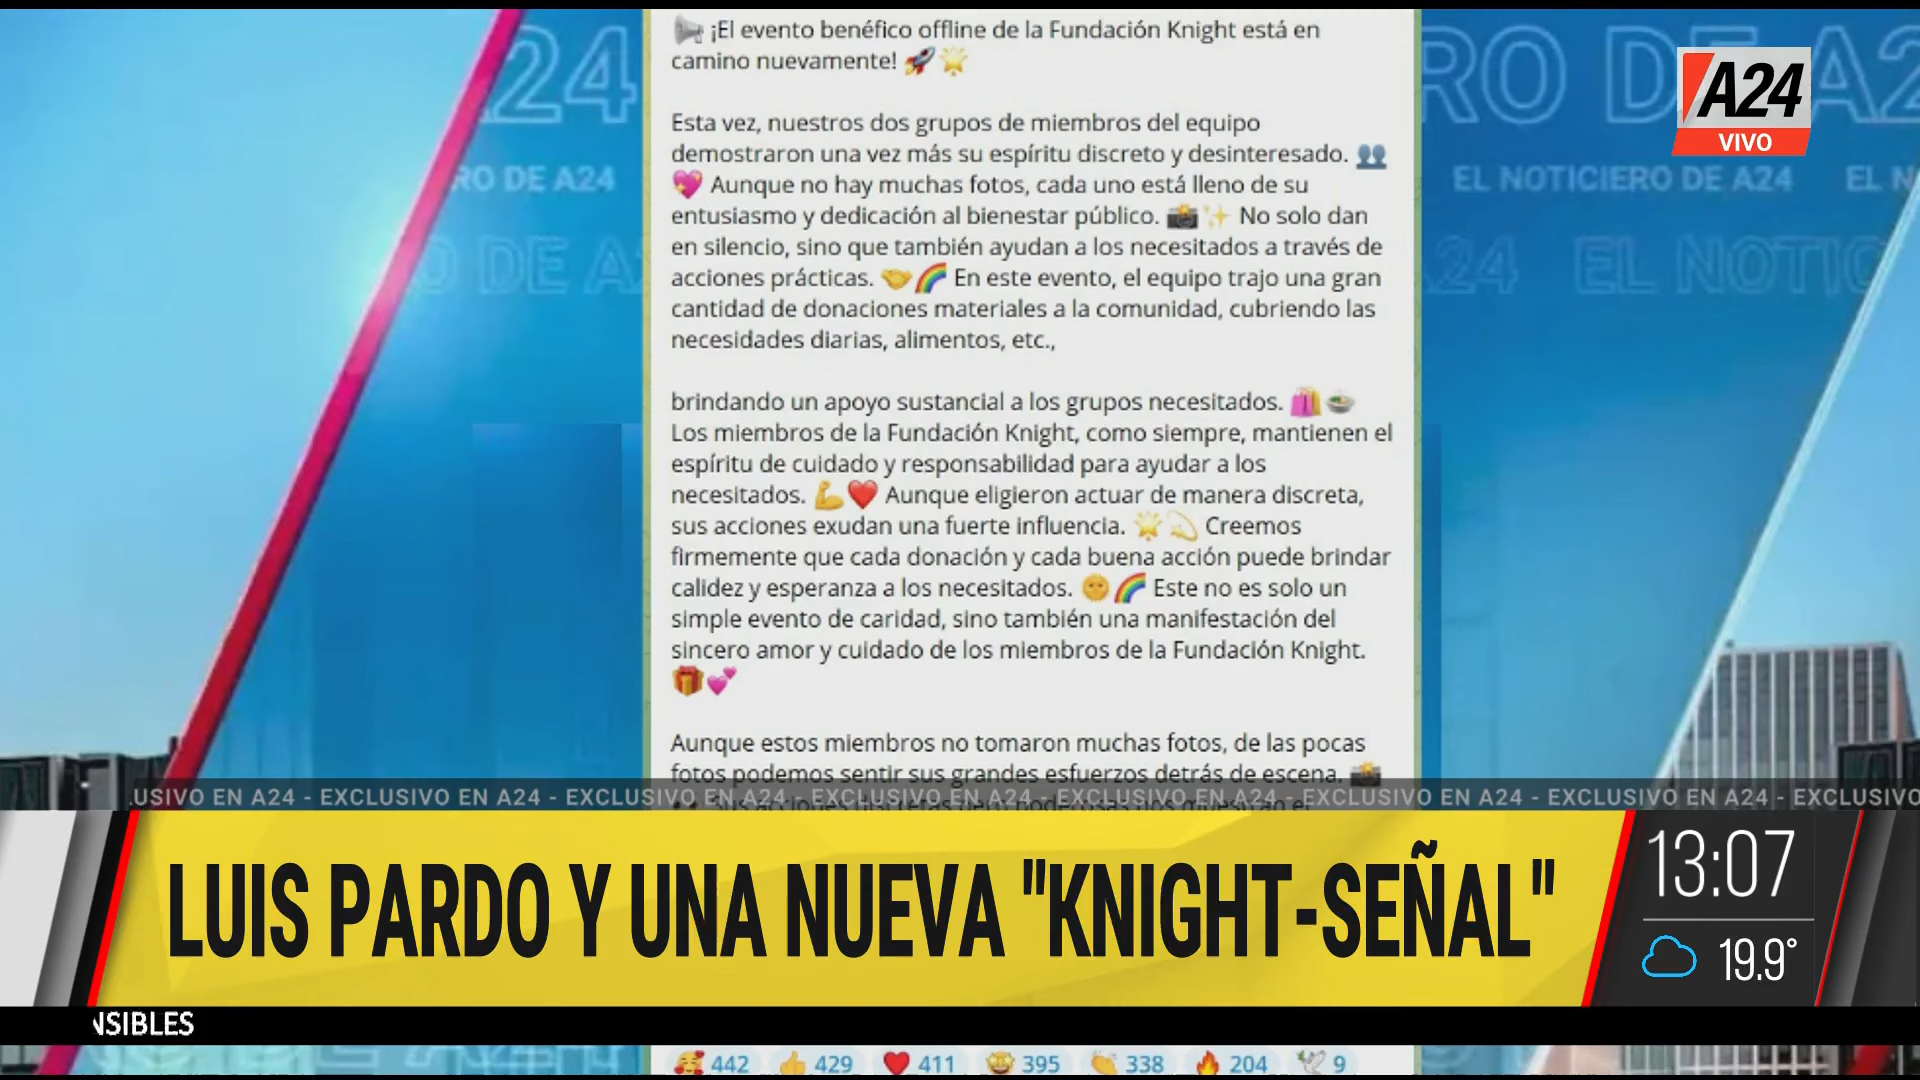 A24
RO DE A24
RO DE A24
EL NOTICIERO DE A24
EL N
A24
EL NOTIC
A24
VIVO
¡El evento benéfico offline de la Fundación Knight está en
camino nuevamente! 🚀🌟
Esta vez, nuestros dos grupos de miembros del equipo
demostraron una vez más su espíritu discreto y desinteresado. 👥
💖 Aunque no hay muchas fotos, cada uno está lleno de su
entusiasmo y dedicación al bienestar público. 📸✨ No solo dan
en silencio, sino que también ayudan a los necesitados a través de
acciones prácticas. 🤝🌈 En este evento, el equipo trajo una gran
cantidad de donaciones materiales a la comunidad, cubriendo las
necesidades diarias, alimentos, etc.,
brindando un apoyo sustancial a los grupos necesitados. 🛍️🍲
Los miembros de la Fundación Knight, como siempre, mantienen el
espíritu de cuidado y responsabilidad para ayudar a los
necesitados. 💪❤️ Aunque eligieron actuar de manera discreta,
sus acciones exudan una fuerte influencia. 🌟💫 Creemos
firmemente que cada donación y cada buena acción puede brindar
calidez y esperanza a los necesitados. 🌞🌈 Este no es solo un
simple evento de caridad, sino también una manifestación del
sincero amor y cuidado de los miembros de la Fundación Knight.
🎁💕
Aunque estos miembros no tomaron muchas fotos, de las pocas
fotos podemos sentir sus grandes esfuerzos detrás de escena. 📸
USIVO EN A24 - EXCLUSIVO EN A24 - EXCLUSIVO EN A24 - EXCLUSIVO EN A24 - EXCLUSIVO EN A24 - EXCLUSIVO EN A24 - EXCLUSIVO EN A24 - EXCLUSIVO
LUIS PARDO Y UNA NUEVA "KNIGHT-SEÑAL"
13:07
19.9°
NSIBLES
442 429 411 395 338 204 9